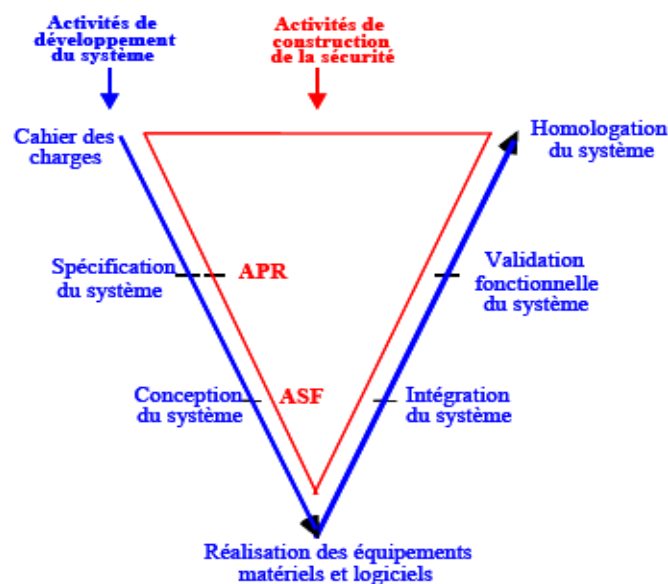 Activités de
développement
du système
Activités de
construction
de la sécurité
Cahier des
charges
Homologation
du système
Spécification
du système
APR
Validation
fonctionnelle
du système
Conception
du système
ASF
Intégration
du système
Réalisation des équipements
matériels et logiciels